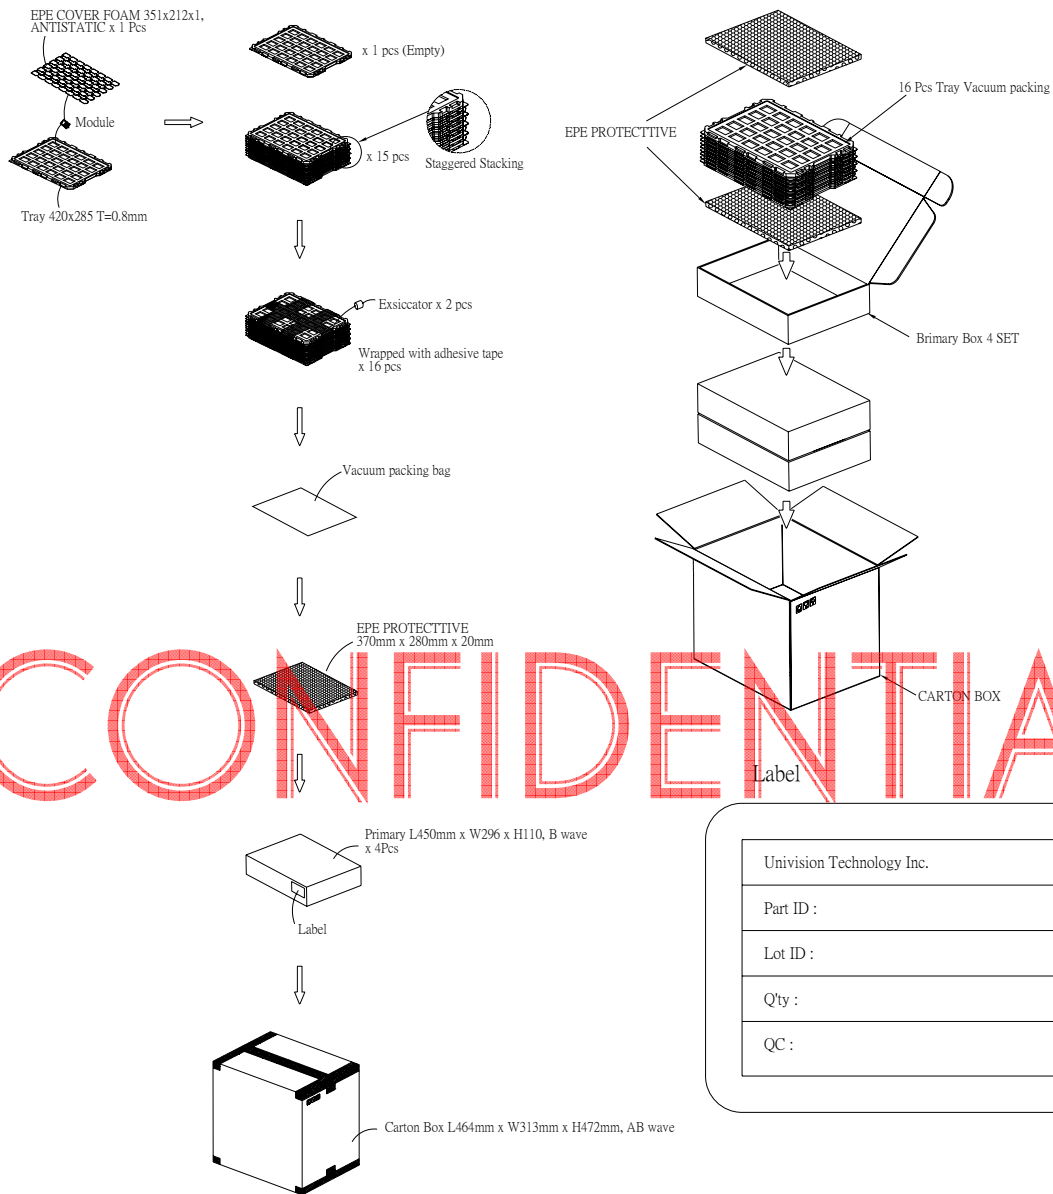 EPE COVER FOAM 351x212x1,
ANTISTATIC x 1 Pcs
x 1 pcs (Empty)
Module
x 15 pcs
Staggered Stacking
Tray 420x285 T=0.8mm
Exsiccator x 2 pcs
Wrapped with adhesive tape
x 16 pcs
Vacuum packing bag
EPE PROTECTTIVE
370mm x 280mm x 20mm
Primary L450mm x W296 x H110, B wave
x 4Pcs
Label
Carton Box L464mm x W313mm x H472mm, AB wave
16 Pcs Tray Vacuum packing
EPE PROTECTTIVE
Brimary Box 4 SET
CARTON BOX
CONFIDENTIA
Label
Univision Technology Inc.
Part ID :
Lot ID :
Q'ty :
QC :